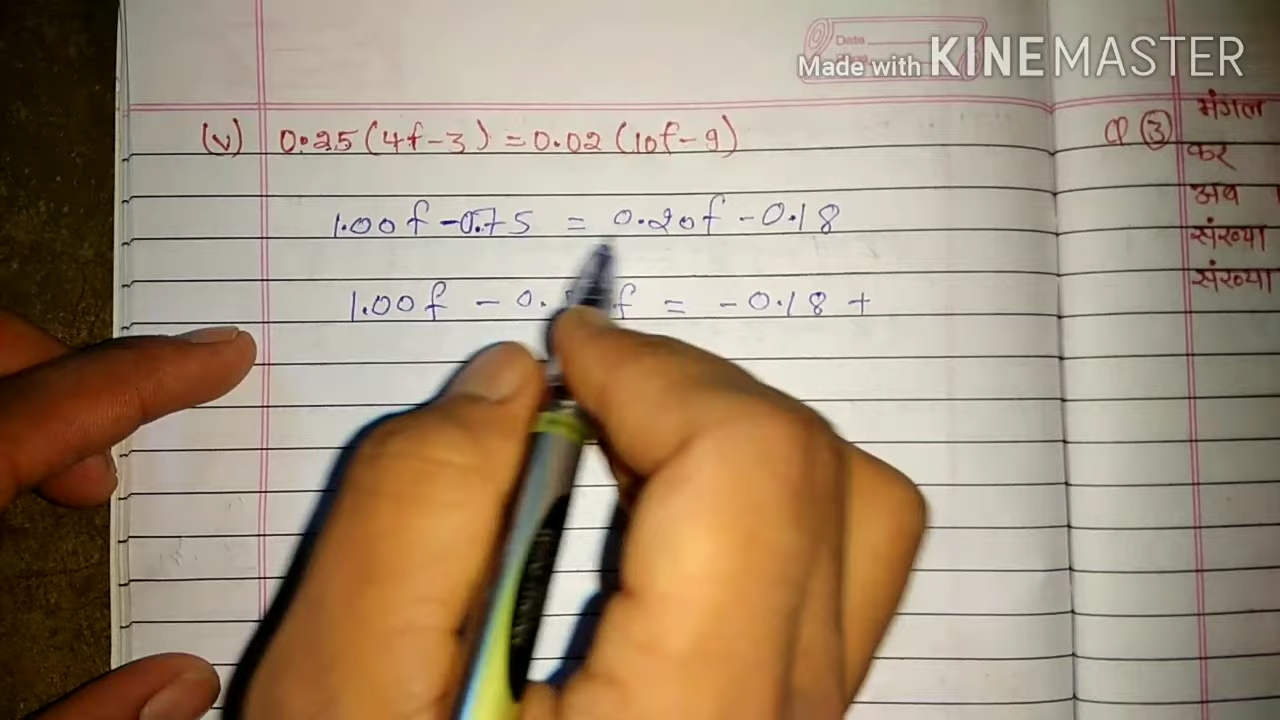 Date
Made with KINEMASTER
(v) 0.25(4f-3)=0.02(10f-9)
1.00f-0.75 = 0.20f-0.18
1.00f - 0. f = -0.18 +
Q ③ मंगल
कर
अब
संख्या
संख्या